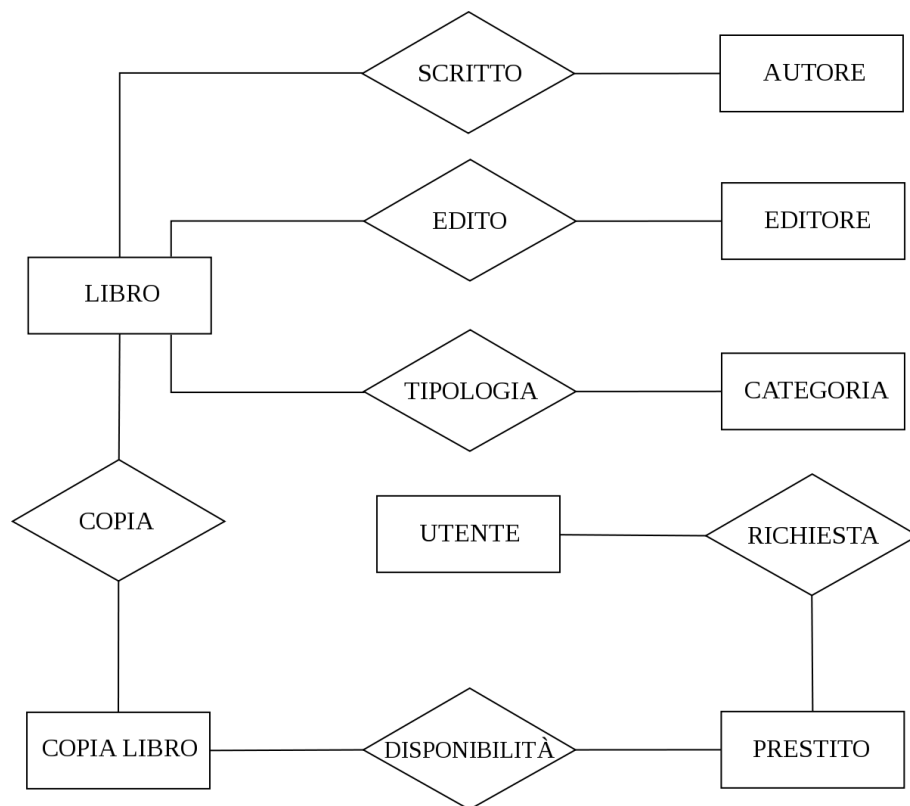 SCRITTO
AUTORE
EDITO
EDITORE
LIBRO
TIPOLOGIA
CATEGORIA
COPIA
UTENTE
RICHIESTA
COPIA LIBRO
DISPONIBILITÀ
PRESTITO